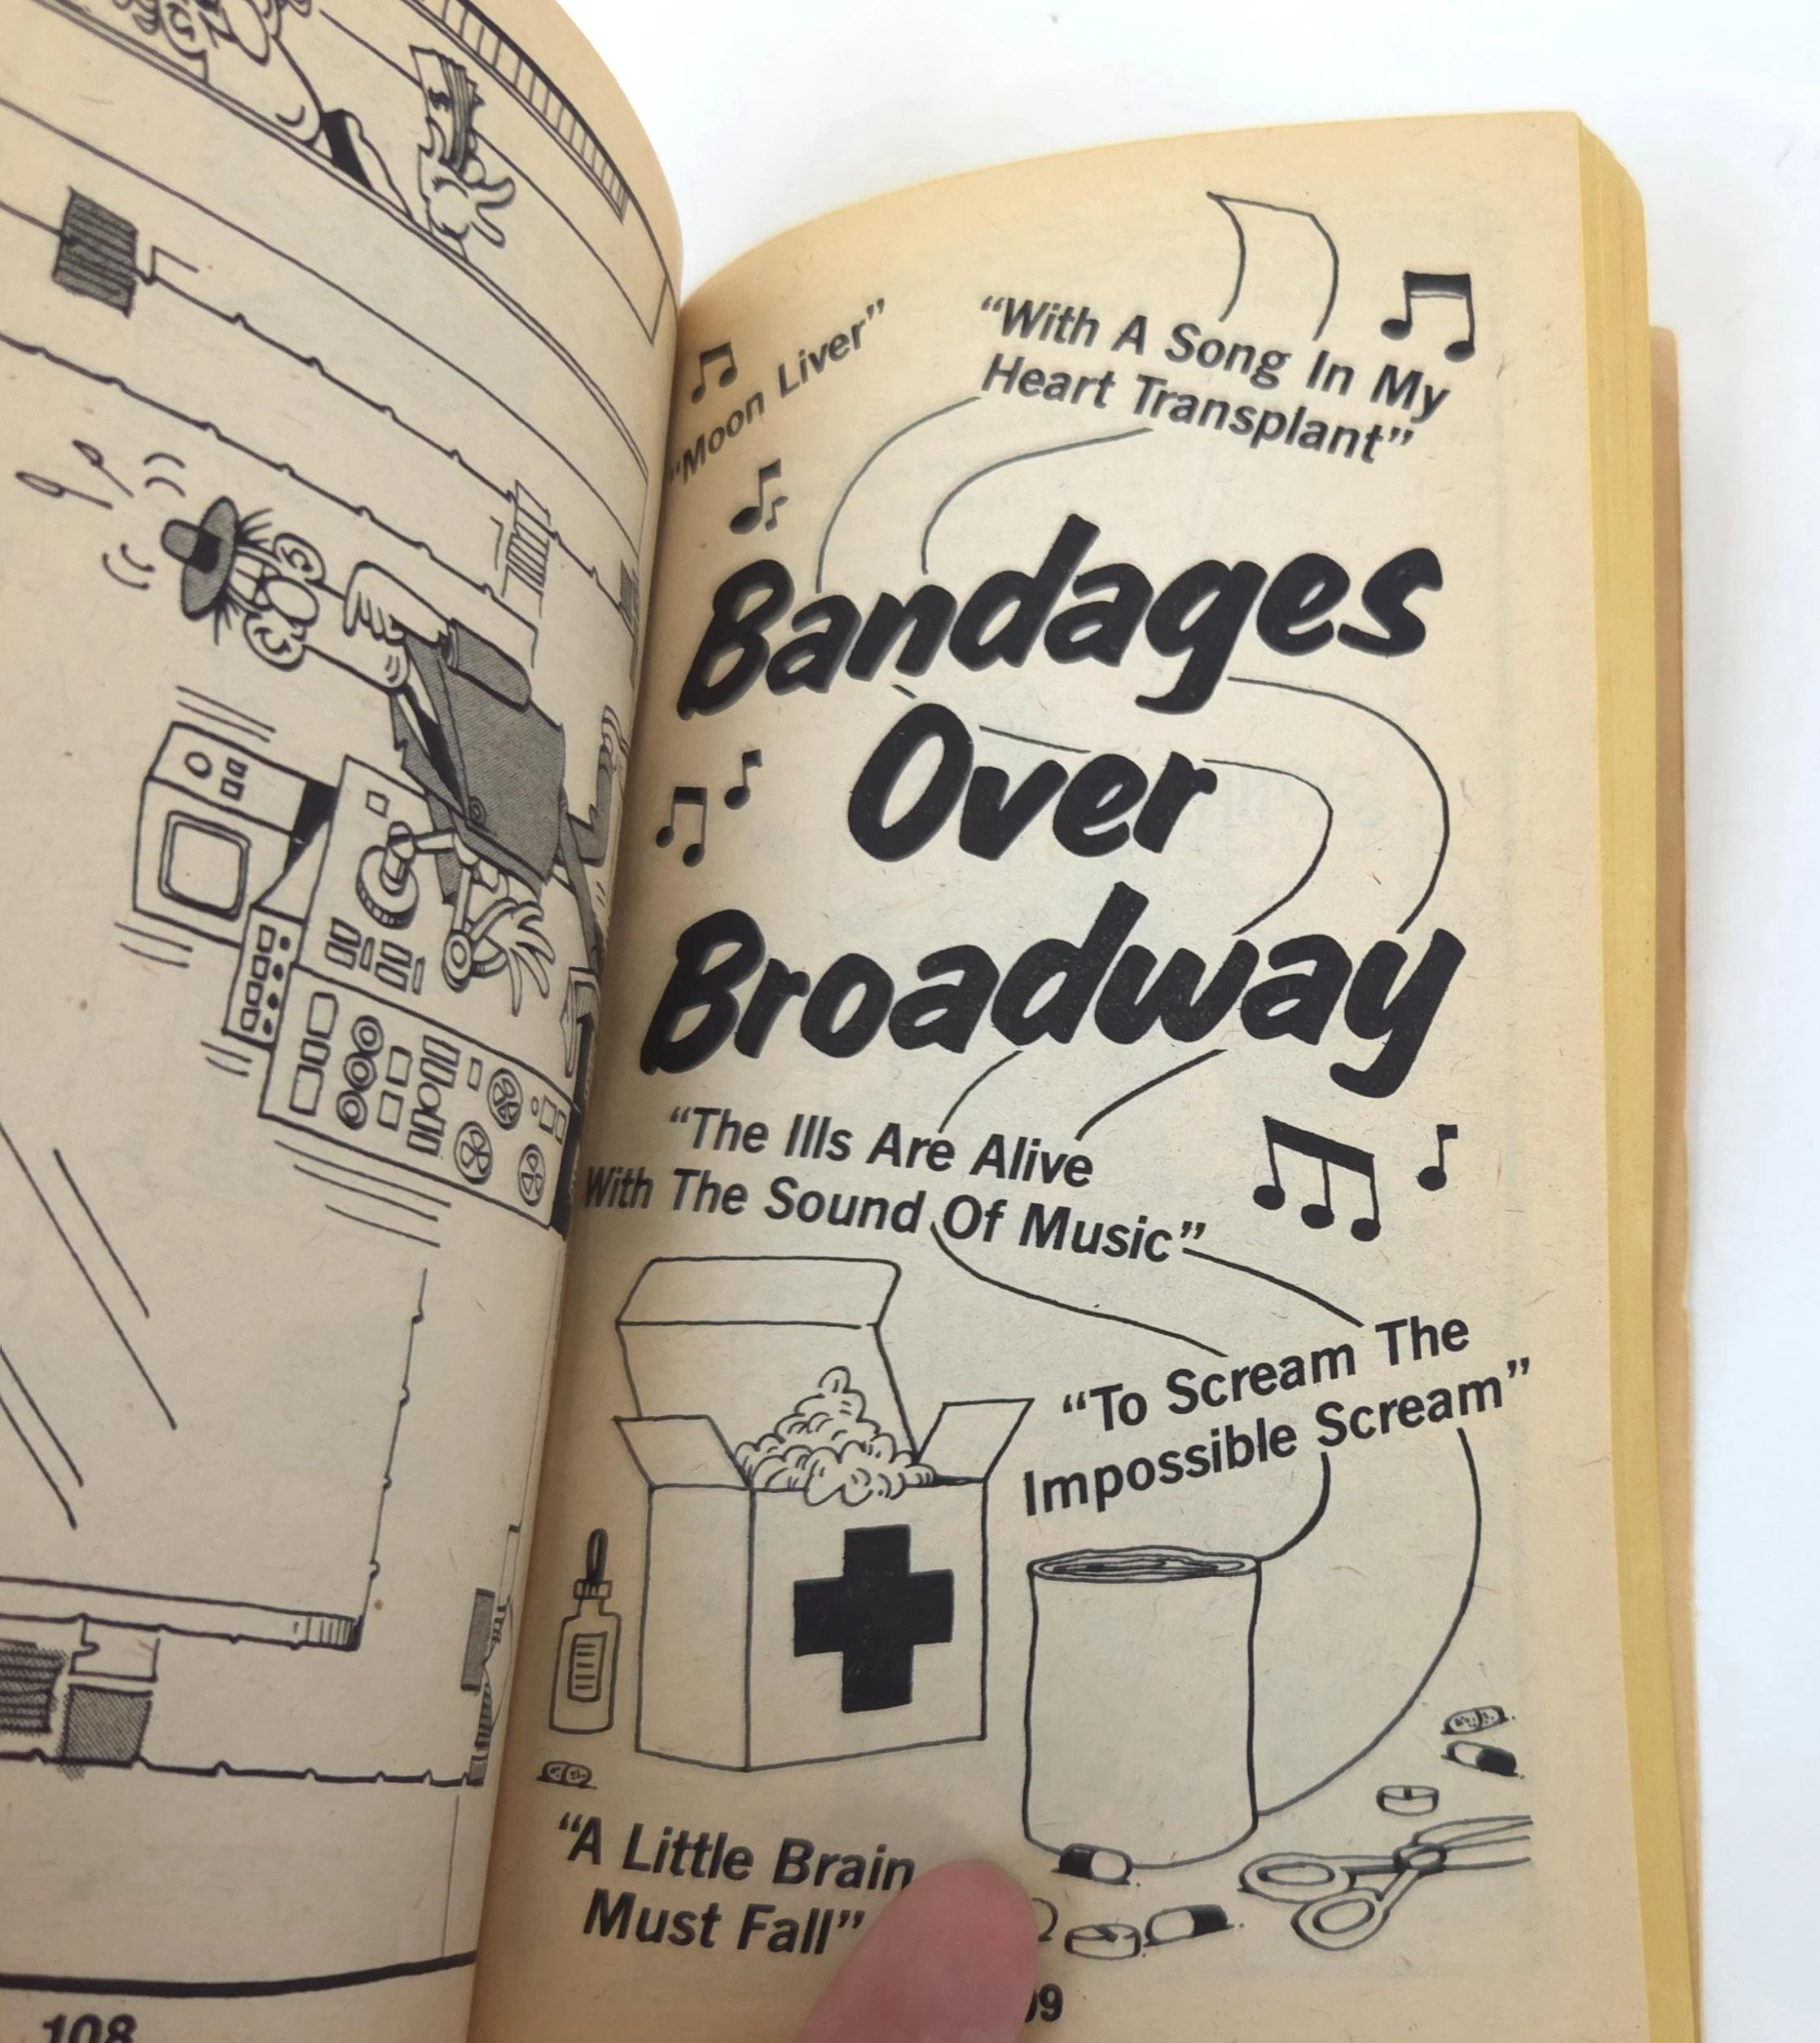 “Moon Liver”
“With A Song In My
Heart Transplant”
Bandages
Over
Broadway
“The Ills Are Alive
With The Sound Of Music”
“To Scream The
Impossible Scream”
“A Little Brain
Must Fall”
108
09